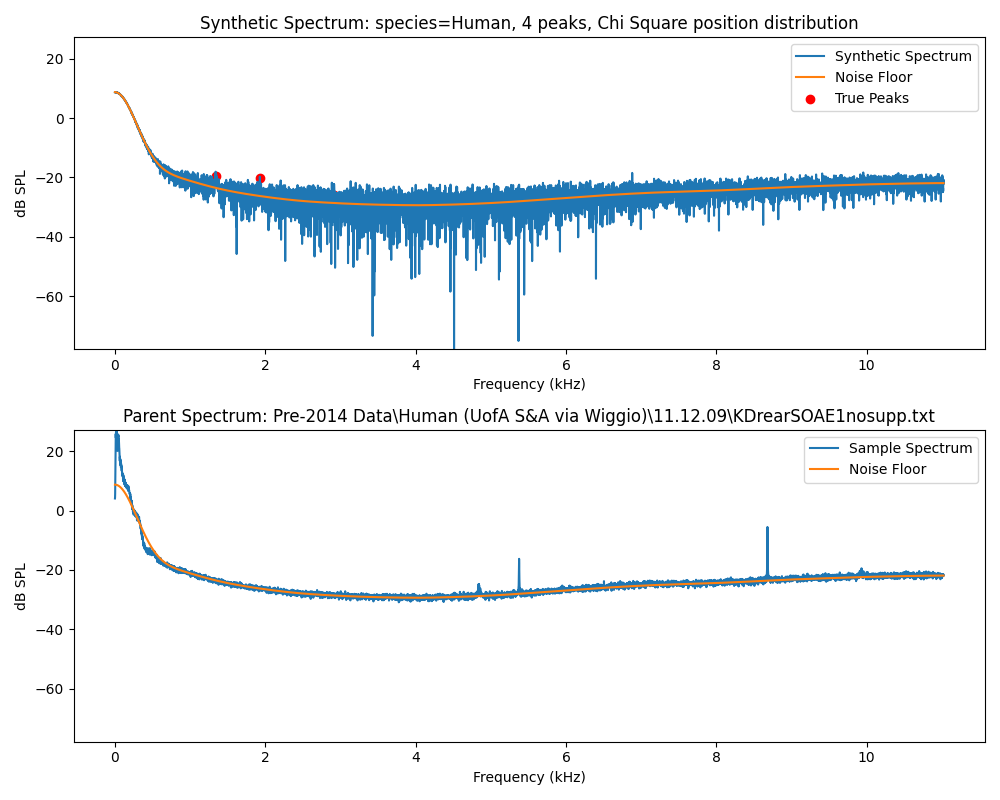 Synthetic Spectrum: species=Human, 4 peaks, Chi Square position distribution
20
0
−20
−40
−60
dB SPL
Synthetic Spectrum
Noise Floor
True Peaks
0 2 4 6 8 10
Frequency (kHz)
Parent Spectrum: Pre-2014 Data\Human (UofA S&A via Wiggio)\11.12.09\KDrearSOAE1nosupp.txt
20
0
−20
−40
−60
dB SPL
Sample Spectrum
Noise Floor
0 2 4 6 8 10
Frequency (kHz)